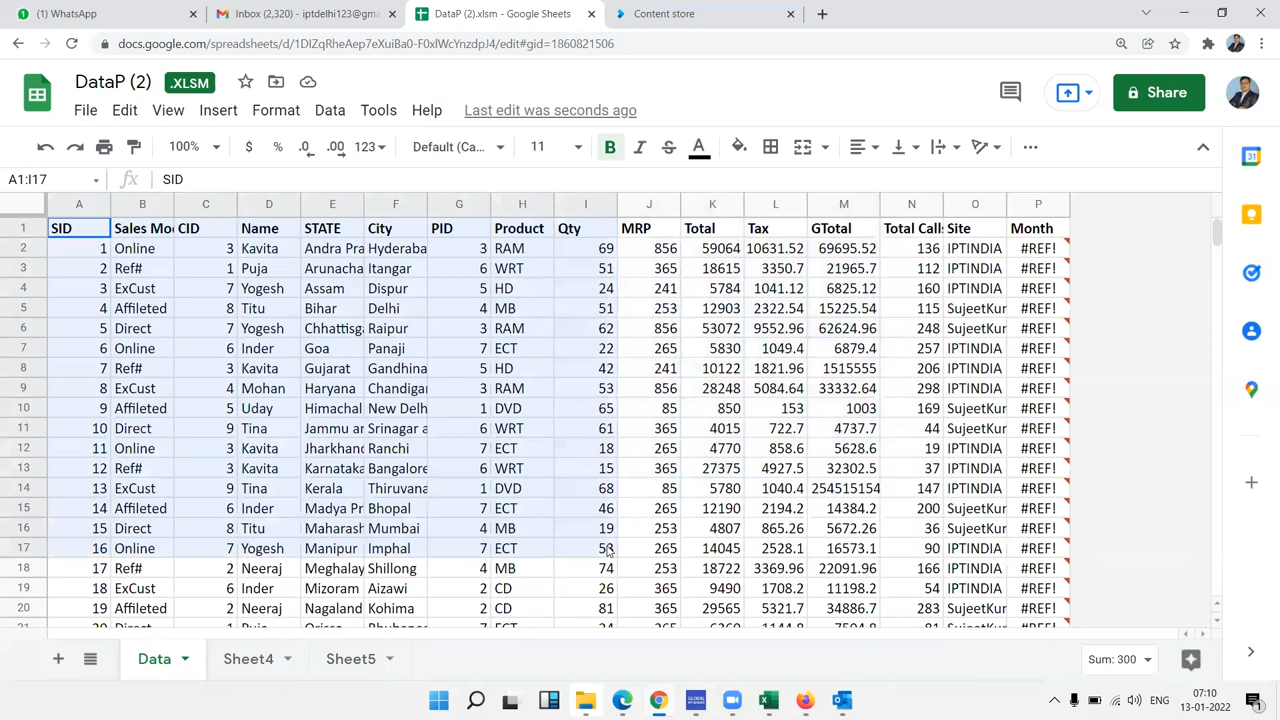 (1) WhatsApp
Inbox (2,320) - iptdelhi123@gm
DataP (2).xlsm - Google Sheets
Content store
docs.google.com/spreadsheets/d/1DIZqRheAep7eXuiBa0-F0xlWcYnzdpJ4/edit#gid=1860821506
DataP (2) .XLSM
Share
File Edit View Insert Format Data Tools Help Last edit was seconds ago
100% $ % .0 .00 123 Default (Ca... 11 B I S A
A1:I17 fx SID
A B C D E F G H I J K L M N O P
1 SID Sales Mo CID Name STATE City PID Product Qty MRP Total Tax GTotal Total Call Site Month
2 1 Online 3 Kavita Andra Pra Hyderaba 3 RAM 69 856 59064 10631.52 69695.52 136 IPTINDIA #REF!
3 2 Ref# 1 Puja Arunacha Itangar 6 WRT 51 365 18615 3350.7 21965.7 112 IPTINDIA #REF!
4 3 ExCust 7 Yogesh Assam Dispur 5 HD 24 241 5784 1041.12 6825.12 160 IPTINDIA #REF!
5 4 Affileted 8 Titu Bihar Delhi 4 MB 51 253 12903 2322.54 15225.54 115 SujeetKur #REF!
6 5 Direct 7 Yogesh Chhattisg Raipur 3 RAM 62 856 53072 9552.96 62624.96 248 IPTINDIA #REF!
7 6 Online 6 Inder Goa Panaji 7 ECT 22 265 5830 1049.4 6879.4 257 IPTINDIA #REF!
8 7 Ref# 3 Kavita Gujarat Gandhina 5 HD 42 241 10122 1821.96 1515555 206 IPTINDIA #REF!
9 8 ExCust 4 Mohan Haryana Chandigar 3 RAM 53 856 28248 5084.64 33332.64 298 IPTINDIA #REF!
10 9 Affileted 5 Uday Himachal New Delh 1 DVD 65 85 850 153 1003 169 SujeetKur #REF!
11 10 Direct 9 Tina Jammu an Srinagar a 6 WRT 61 365 4015 722.7 4737.7 44 IPTINDIA #REF!
12 11 Online 3 Kavita Jharkhand Ranchi 7 ECT 18 265 4770 858.6 5628.6 19 IPTINDIA #REF!
13 12 Ref# 3 Kavita Karnataka Bangalore 6 WRT 15 365 27375 4927.5 32302.5 37 IPTINDIA #REF!
14 13 ExCust 9 Tina Kerala Thiruvana 1 DVD 68 85 5780 1040.4 254515154 147 IPTINDIA #REF!
15 14 Affileted 6 Inder Madya Pr Bhopal 7 ECT 46 265 12190 2194.2 14384.2 200 SujeetKur #REF!
16 15 Direct 8 Titu Maharash Mumbai 4 MB 19 253 4807 865.26 5672.26 36 IPTINDIA #REF!
17 16 Online 7 Yogesh Manipur Imphal 7 ECT 265 14045 2528.1 16573.1 90 IPTINDIA #REF!
18 17 Ref# 2 Neeraj Meghalay Shillong 4 MB 74 253 18722 3369.96 22091.96 166 IPTINDIA #REF!
19 18 ExCust 6 Inder Mizoram Aizawi 2 CD 26 365 9490 1708.2 11198.2 54 IPTINDIA #REF!
20 19 Affileted 2 Neeraj Nagaland Kohima 2 CD 81 365 29565 5321.7 34886.7 283 SujeetKur #REF!
Data Sheet4 Sheet5 Sum: 300
ENG 07:10
13-01-2022